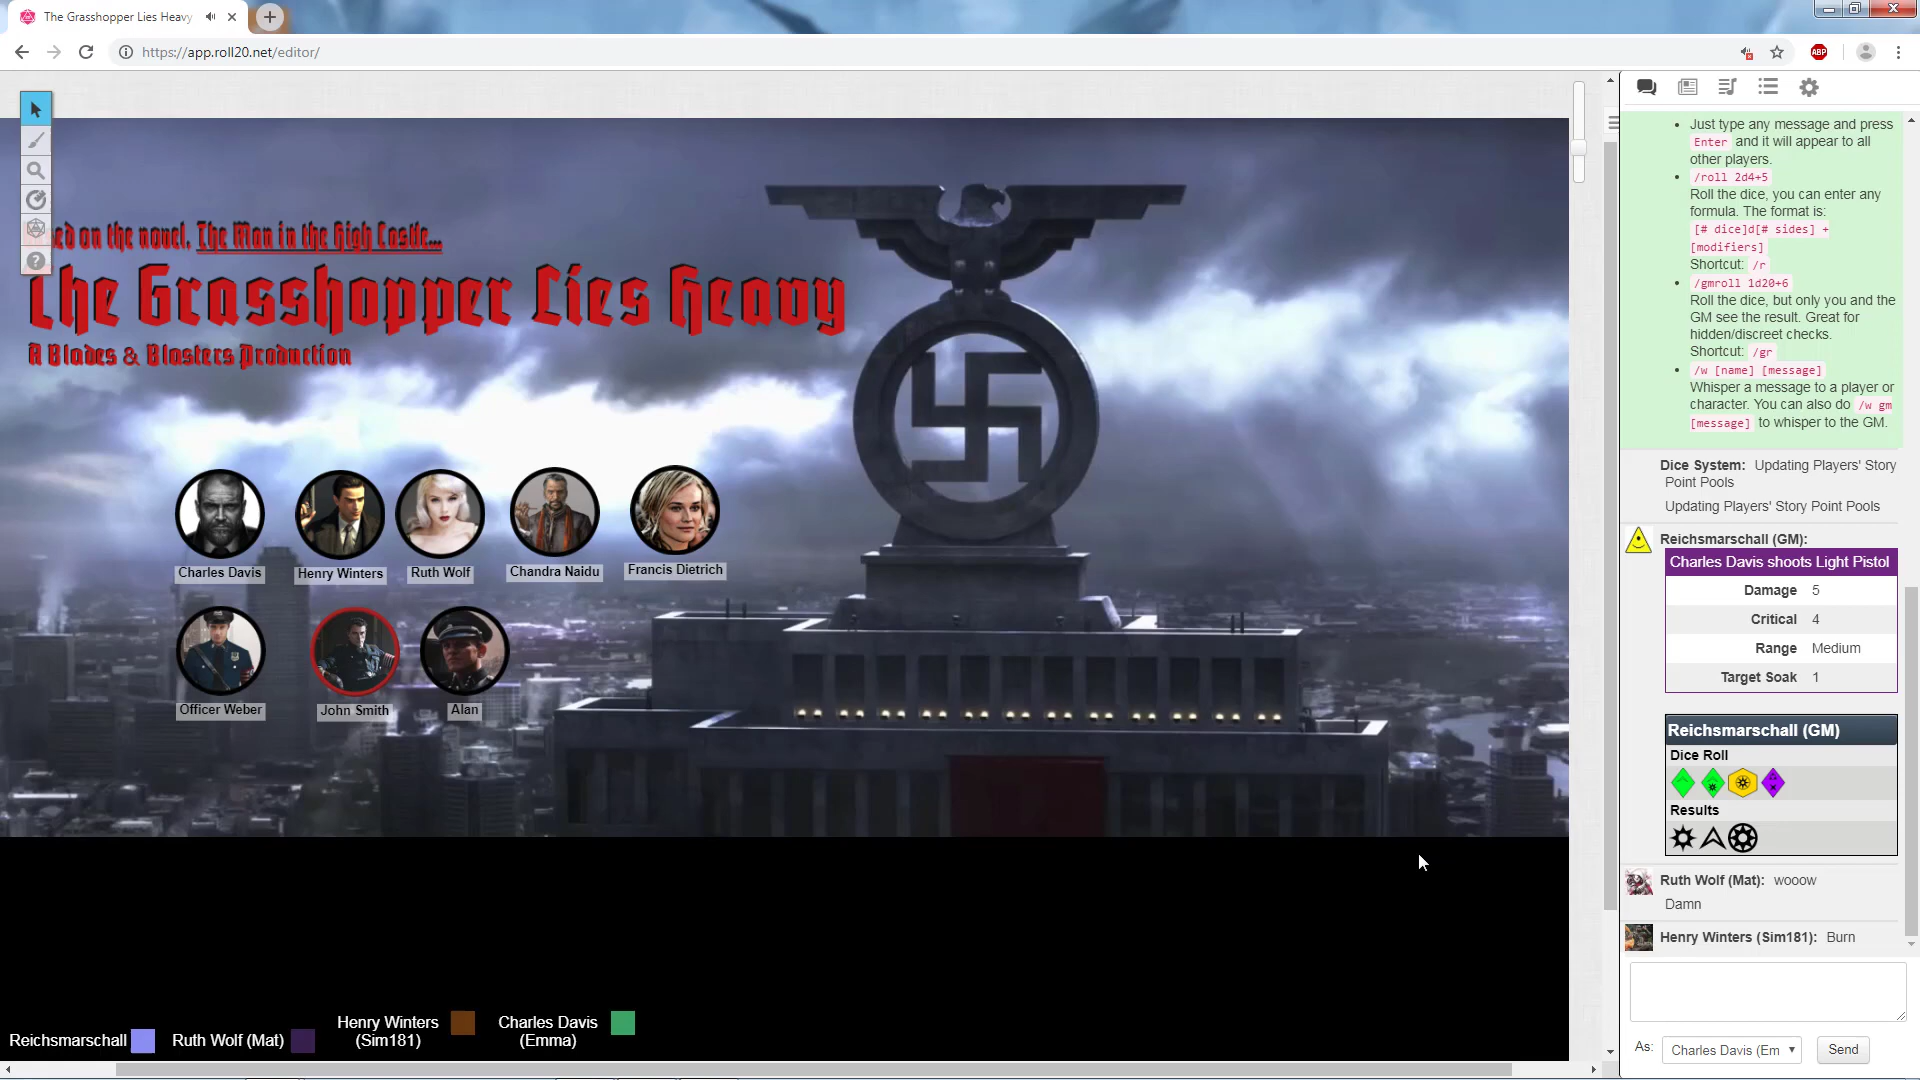 The Grasshopper Lies Heavy
https://app.roll20.net/editor/
ed on the novel, The Man in the High Castle...
The Grasshopper Lies Heavy
A Blades & Blasters Production
Charles Davis
Henry Winters
Ruth Wolf
Chandra Naidu
Francis Dietrich
Officer Weber
John Smith
Alan
Reichsmarschall
Ruth Wolf (Mat)
Henry Winters
(Sim181)
Charles Davis
(Emma)
ABP
Just type any message and press
Enter and it will appear to all
other players.
/roll 2d4+5
Roll the dice, you can enter any
formula. The format is:
[# dice]d[# sides] +
[modifiers]
Shortcut: /r
/gmroll 1d20+6
Roll the dice, but only you and the
GM see the result. Great for
hidden/discreet checks.
Shortcut: /gr
/w [name] [message]
Whisper a message to a player or
character. You can also do /w gm
[message] to whisper to the GM.
Dice System: Updating Players' Story
Point Pools
Updating Players' Story Point Pools
Reichsmarschall (GM):
Charles Davis shoots Light Pistol
Damage 5
Critical 4
Range Medium
Target Soak 1
Reichsmarschall (GM)
Dice Roll
Results
Ruth Wolf (Mat): wooow
Damn
Henry Winters (Sim181): Burn
As: Charles Davis (Em
Send